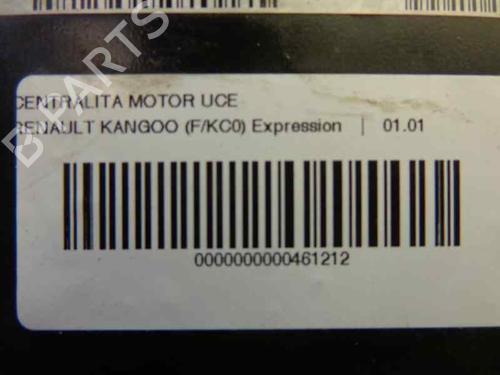 CENTRALITA MOTOR UCE
RENAULT KANGOO (F/KC0) Expression | 01.01
0000000000461212
B PARTS